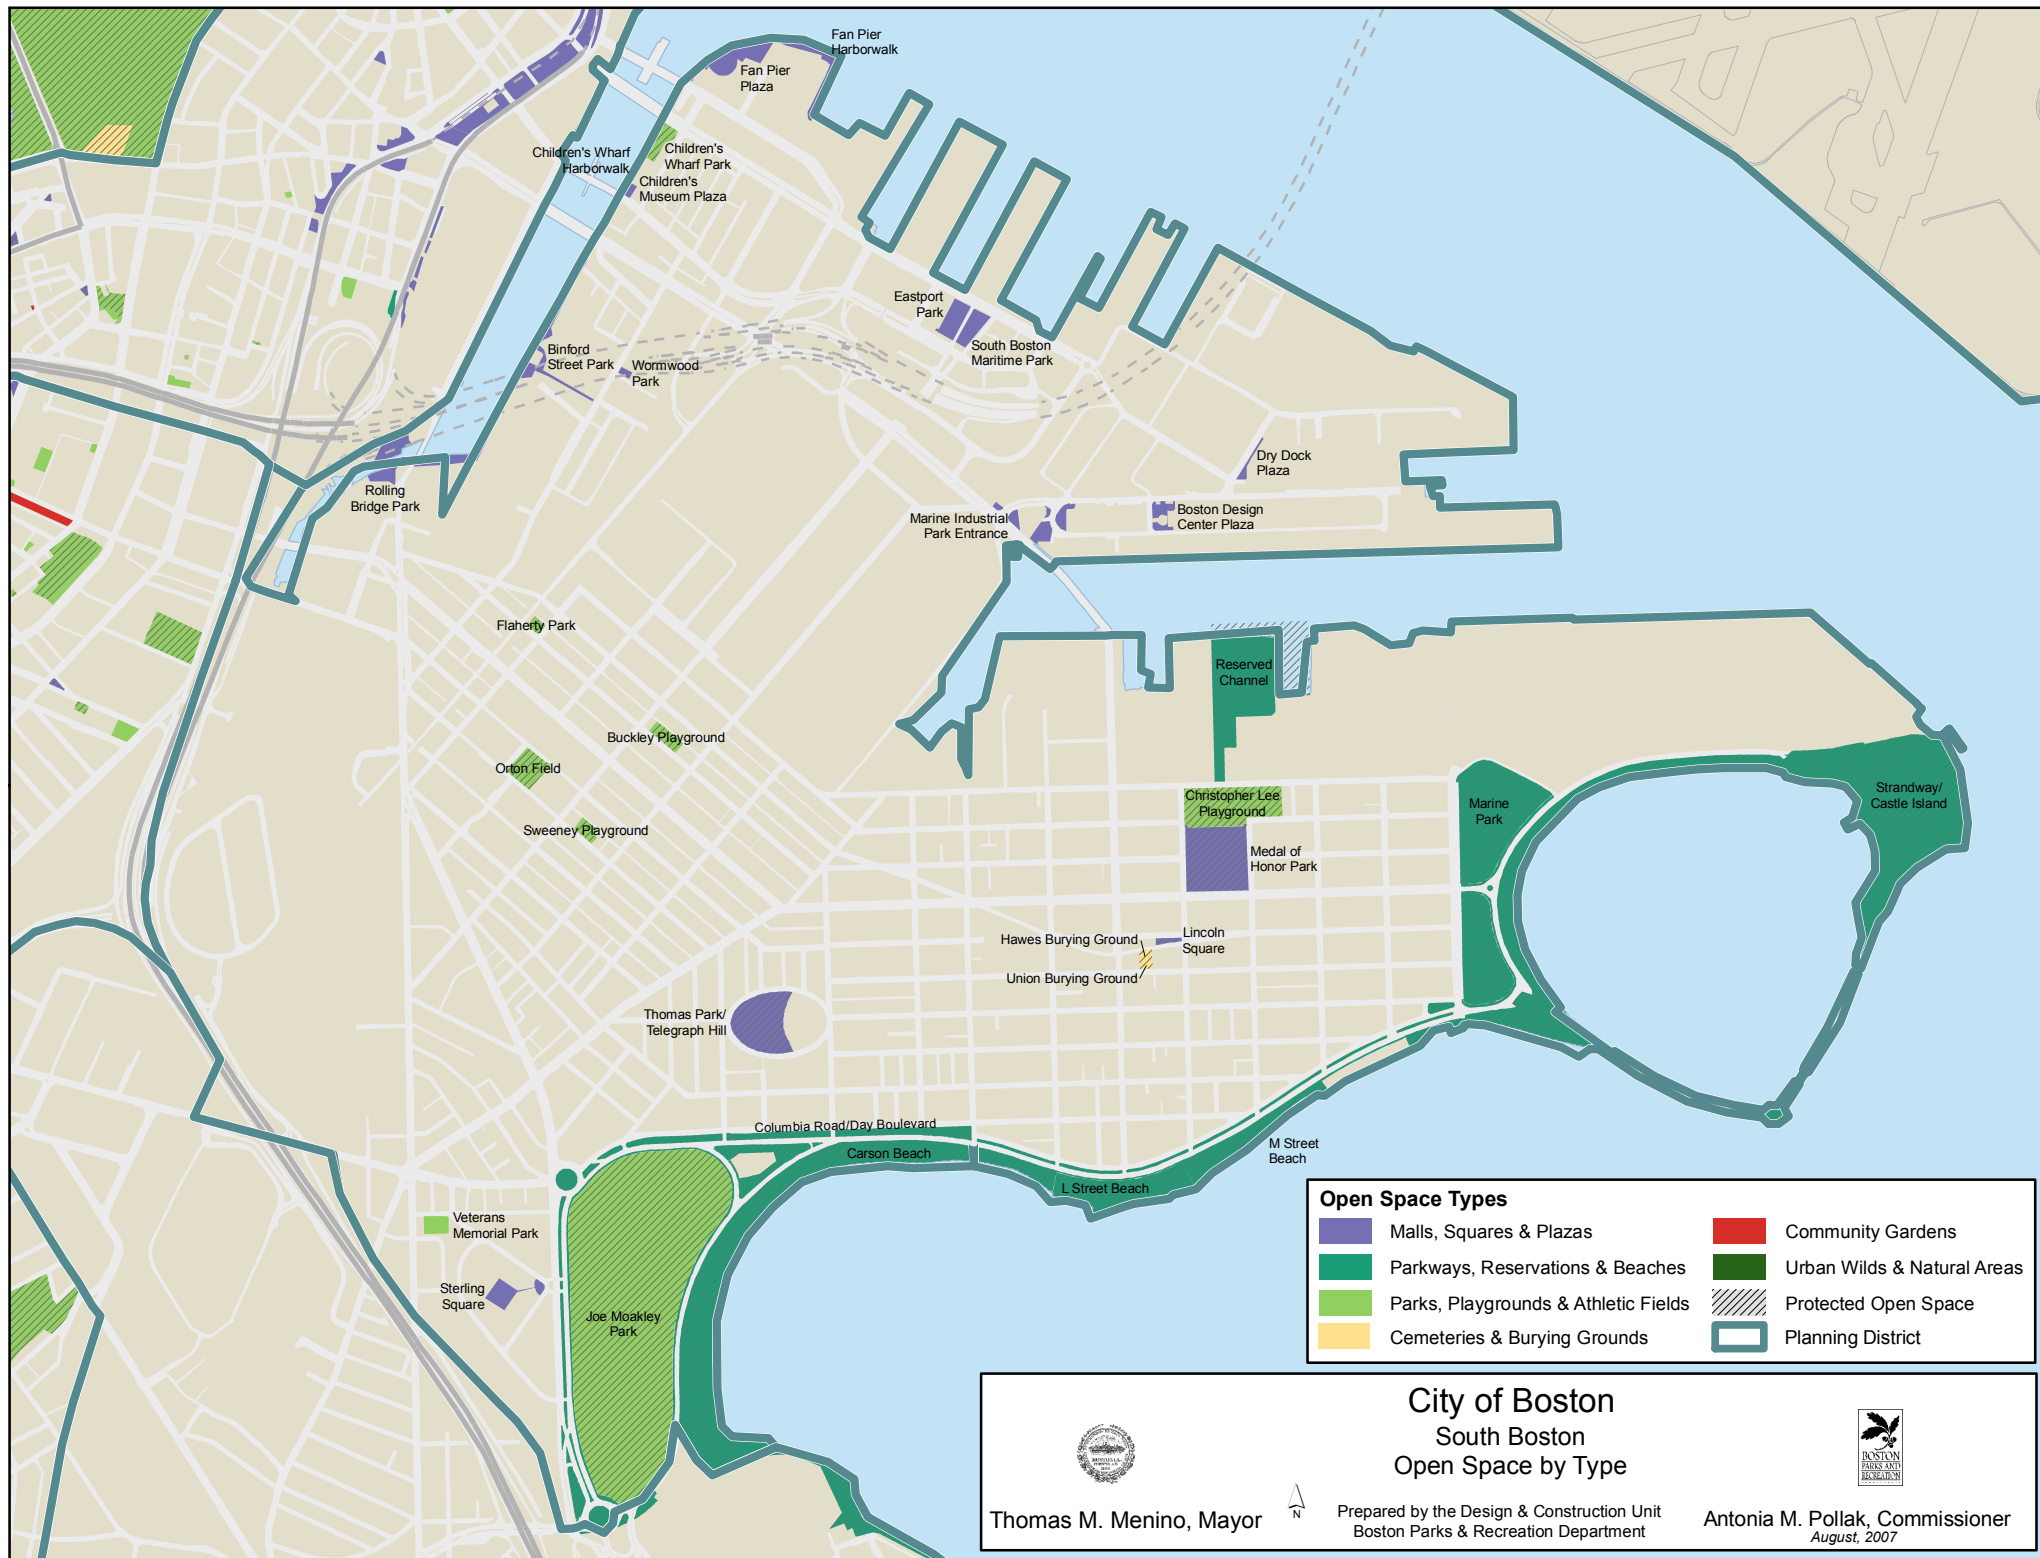 Fan Pier
Harborwalk
Fan Pier
Plaza
Children's Wharf
Harborwalk
Children's
Wharf Park
Children's
Museum Plaza
Eastport
Park
South Boston
Maritime Park
Binford
Street Park
Wormwood
Park
Rolling
Bridge Park
Dry Dock
Plaza
Marine Industrial
Park Entrance
Boston Design
Center Plaza
Flaherty Park
Reserved
Channel
Buckley Playground
Orton Field
Sweeney Playground
Christopher Lee
Playground
Marine
Park
Strandway/
Castle Island
Medal of
Honor Park
Hawes Burying Ground
Lincoln
Square
Union Burying Ground
Thomas Park/
Telegraph Hill
Columbia Road/Day Boulevard
Carson Beach
L Street Beach
M Street
Beach
Veterans
Memorial Park
Sterling
Square
Joe Moakley
Park
Open Space Types
Malls, Squares & Plazas
Parkways, Reservations & Beaches
Parks, Playgrounds & Athletic Fields
Cemeteries & Burying Grounds
Community Gardens
Urban Wilds & Natural Areas
Protected Open Space
Planning District
City of Boston
South Boston
Open Space by Type
Prepared by the Design & Construction Unit
Boston Parks & Recreation Department
Thomas M. Menino, Mayor
N
BOSTON
PARKS AND
RECREATION
Antonia M. Pollak, Commissioner
August, 2007